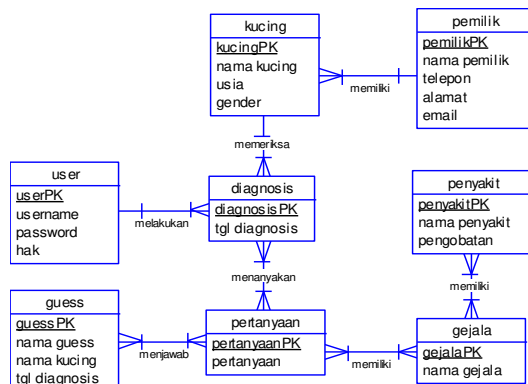 kucing
kucingPK
nama kucing
usia
gender
memiliki
pemilik
pemilikPK
nama pemilik
telepon
alamat
email
memeriksa
user
userPK
username
password
hak
melakukan
diagnosis
diagnosisPK
tgl diagnosis
penyakit
penyakitPK
nama penyakit
pengobatan
menanyakan
memiliki
guess
guessPK
nama guess
nama kucing
tgl diagnosis
menjawab
pertanyaan
pertanyaanPK
pertanyaan
memiliki
gejala
gejalaPK
nama gejala